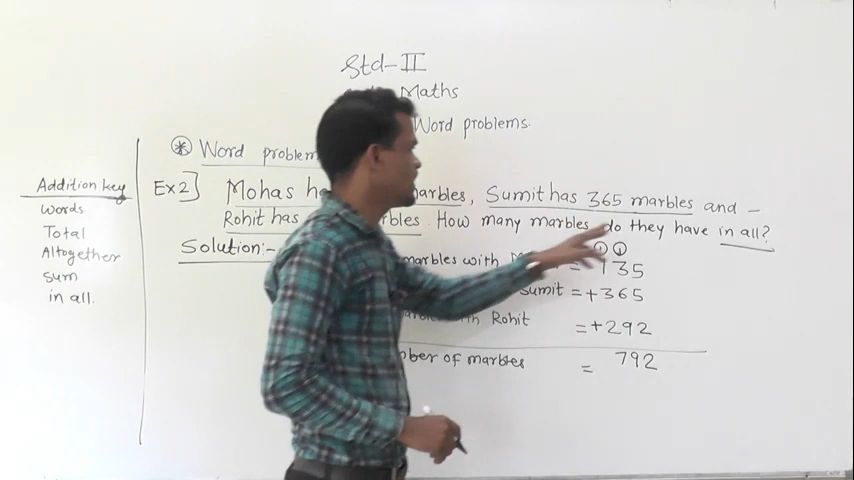 Std-II
Maths
Word problems.
Word problem
Addition key
words
Total
Altogether
sum
in all.
Ex2] Mohas marbles, Sumit has 365 marbles and -
Rohit has How many marbles do they have in all?
Solution:-
marbles with = 135
Sumit = +365
Rohit = +292
of marbles = 792